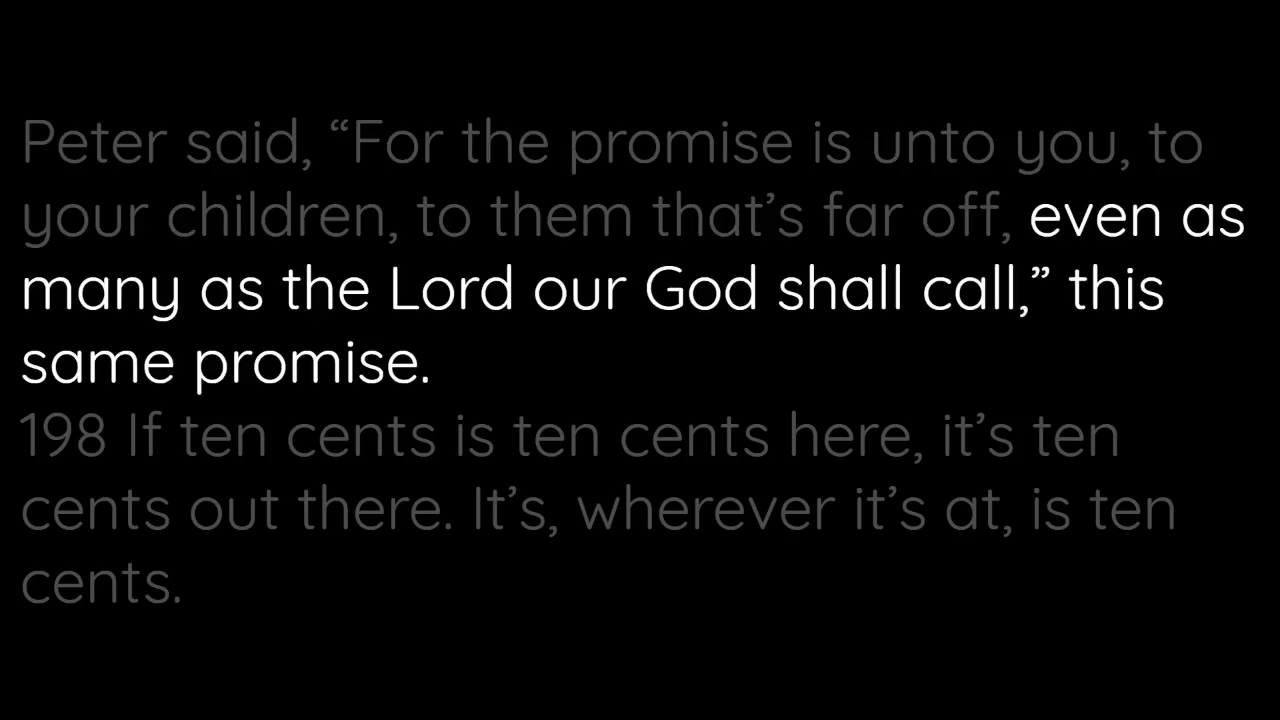 Peter said, “For the promise is unto you, to
your children, to them that’s far off, even as
many as the Lord our God shall call,” this
same promise.
198 If ten cents is ten cents here, it’s ten
cents out there. It’s, wherever it’s at, is ten
cents.